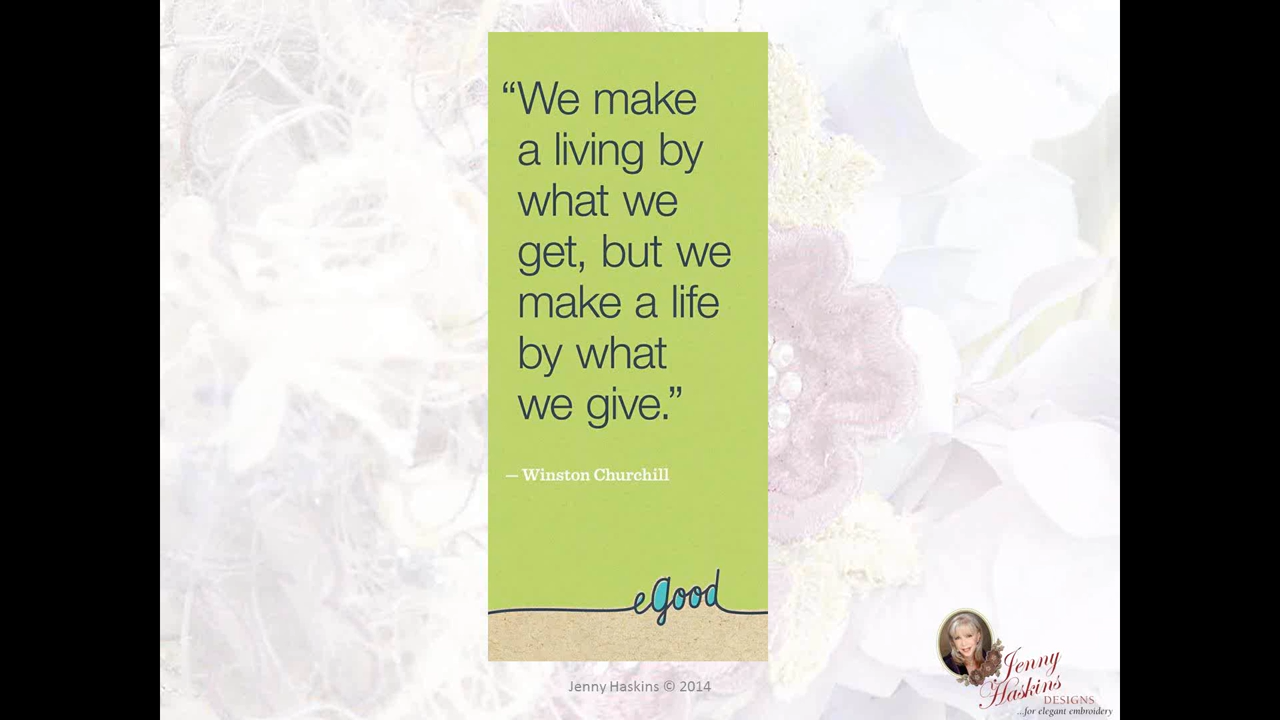 “We make
a living by
what we
get, but we
make a life
by what
we give.”
— Winston Churchill
egood
Jenny Haskins © 2014
Jenny
Haskins
DESIGNS
...for elegant embroidery